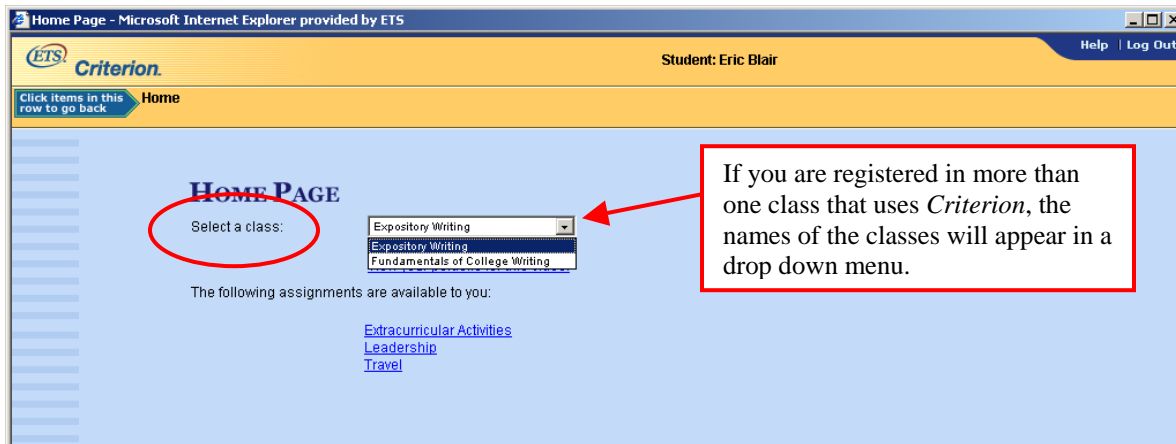 Home Page - Microsoft Internet Explorer provided by ETS
Help | Log Out
ETS
Criterion.
Student: Eric Blair
Click items in this
row to go back
Home
HOME PAGE
Select a class:
Expository Writing
Expository Writing
Fundamentals of College Writing
The following assignments are available to you:
Extracurricular Activities
Leadership
Travel
If you are registered in more than
one class that uses Criterion, the
names of the classes will appear in a
drop down menu.